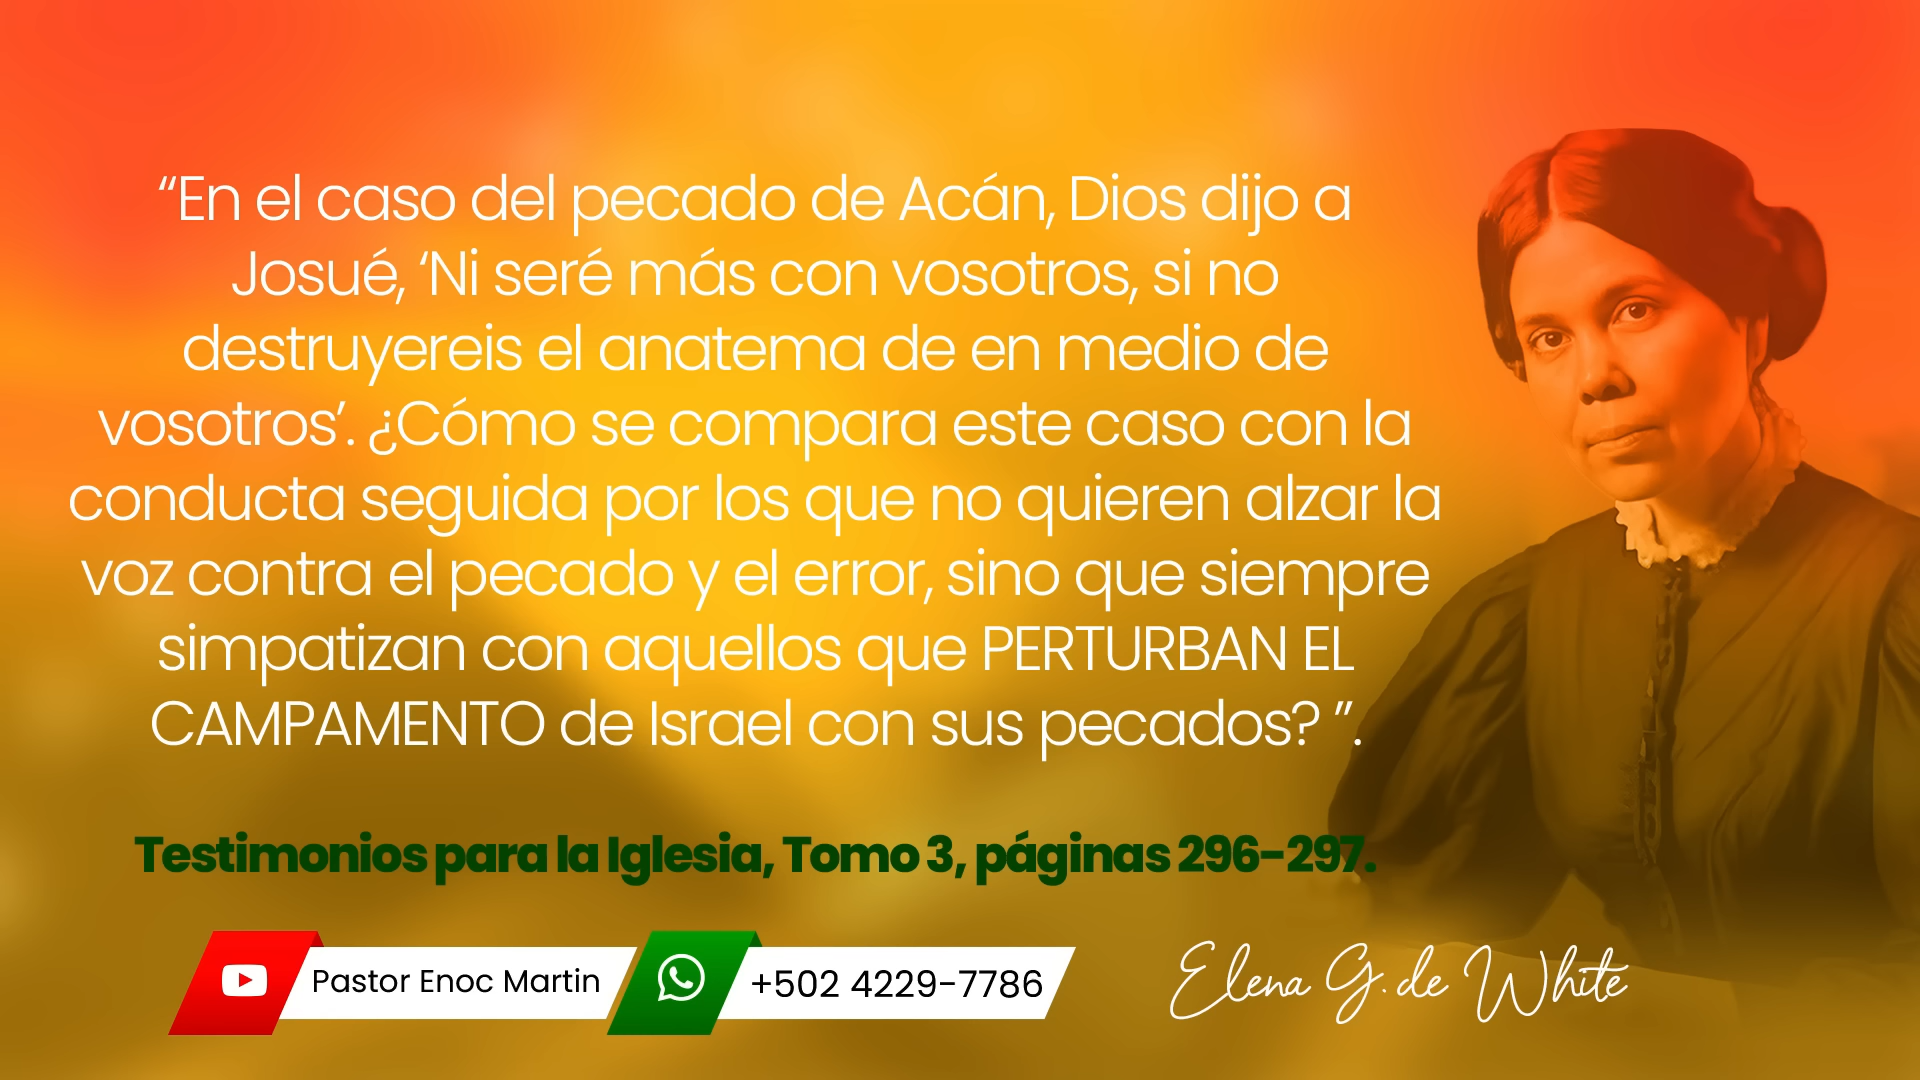 “En el caso del pecado de Acán, Dios dijo a
Josué, ‘Ni seré más con vosotros, si no
destruyereis el anatema de en medio de
vosotros’. ¿Cómo se compara este caso con la
conducta seguida por los que no quieren alzar la
voz contra el pecado y el error, sino que siempre
simpatizan con aquellos que PERTURBAN EL
CAMPAMENTO de Israel con sus pecados? ”.
Testimonios para la Iglesia, Tomo 3, páginas 296-297.
Pastor Enoc Martin
+502 4229-7786
Elena G. de White